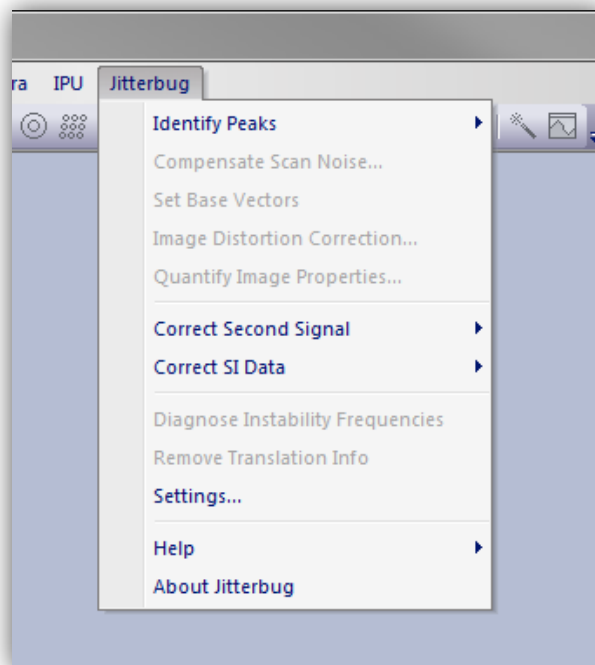 ra IPU Jitterbug
Identify Peaks
Compensate Scan Noise...
Set Base Vectors
Image Distortion Correction...
Quantify Image Properties...
Correct Second Signal
Correct SI Data
Diagnose Instability Frequencies
Remove Translation Info
Settings...
Help
About Jitterbug